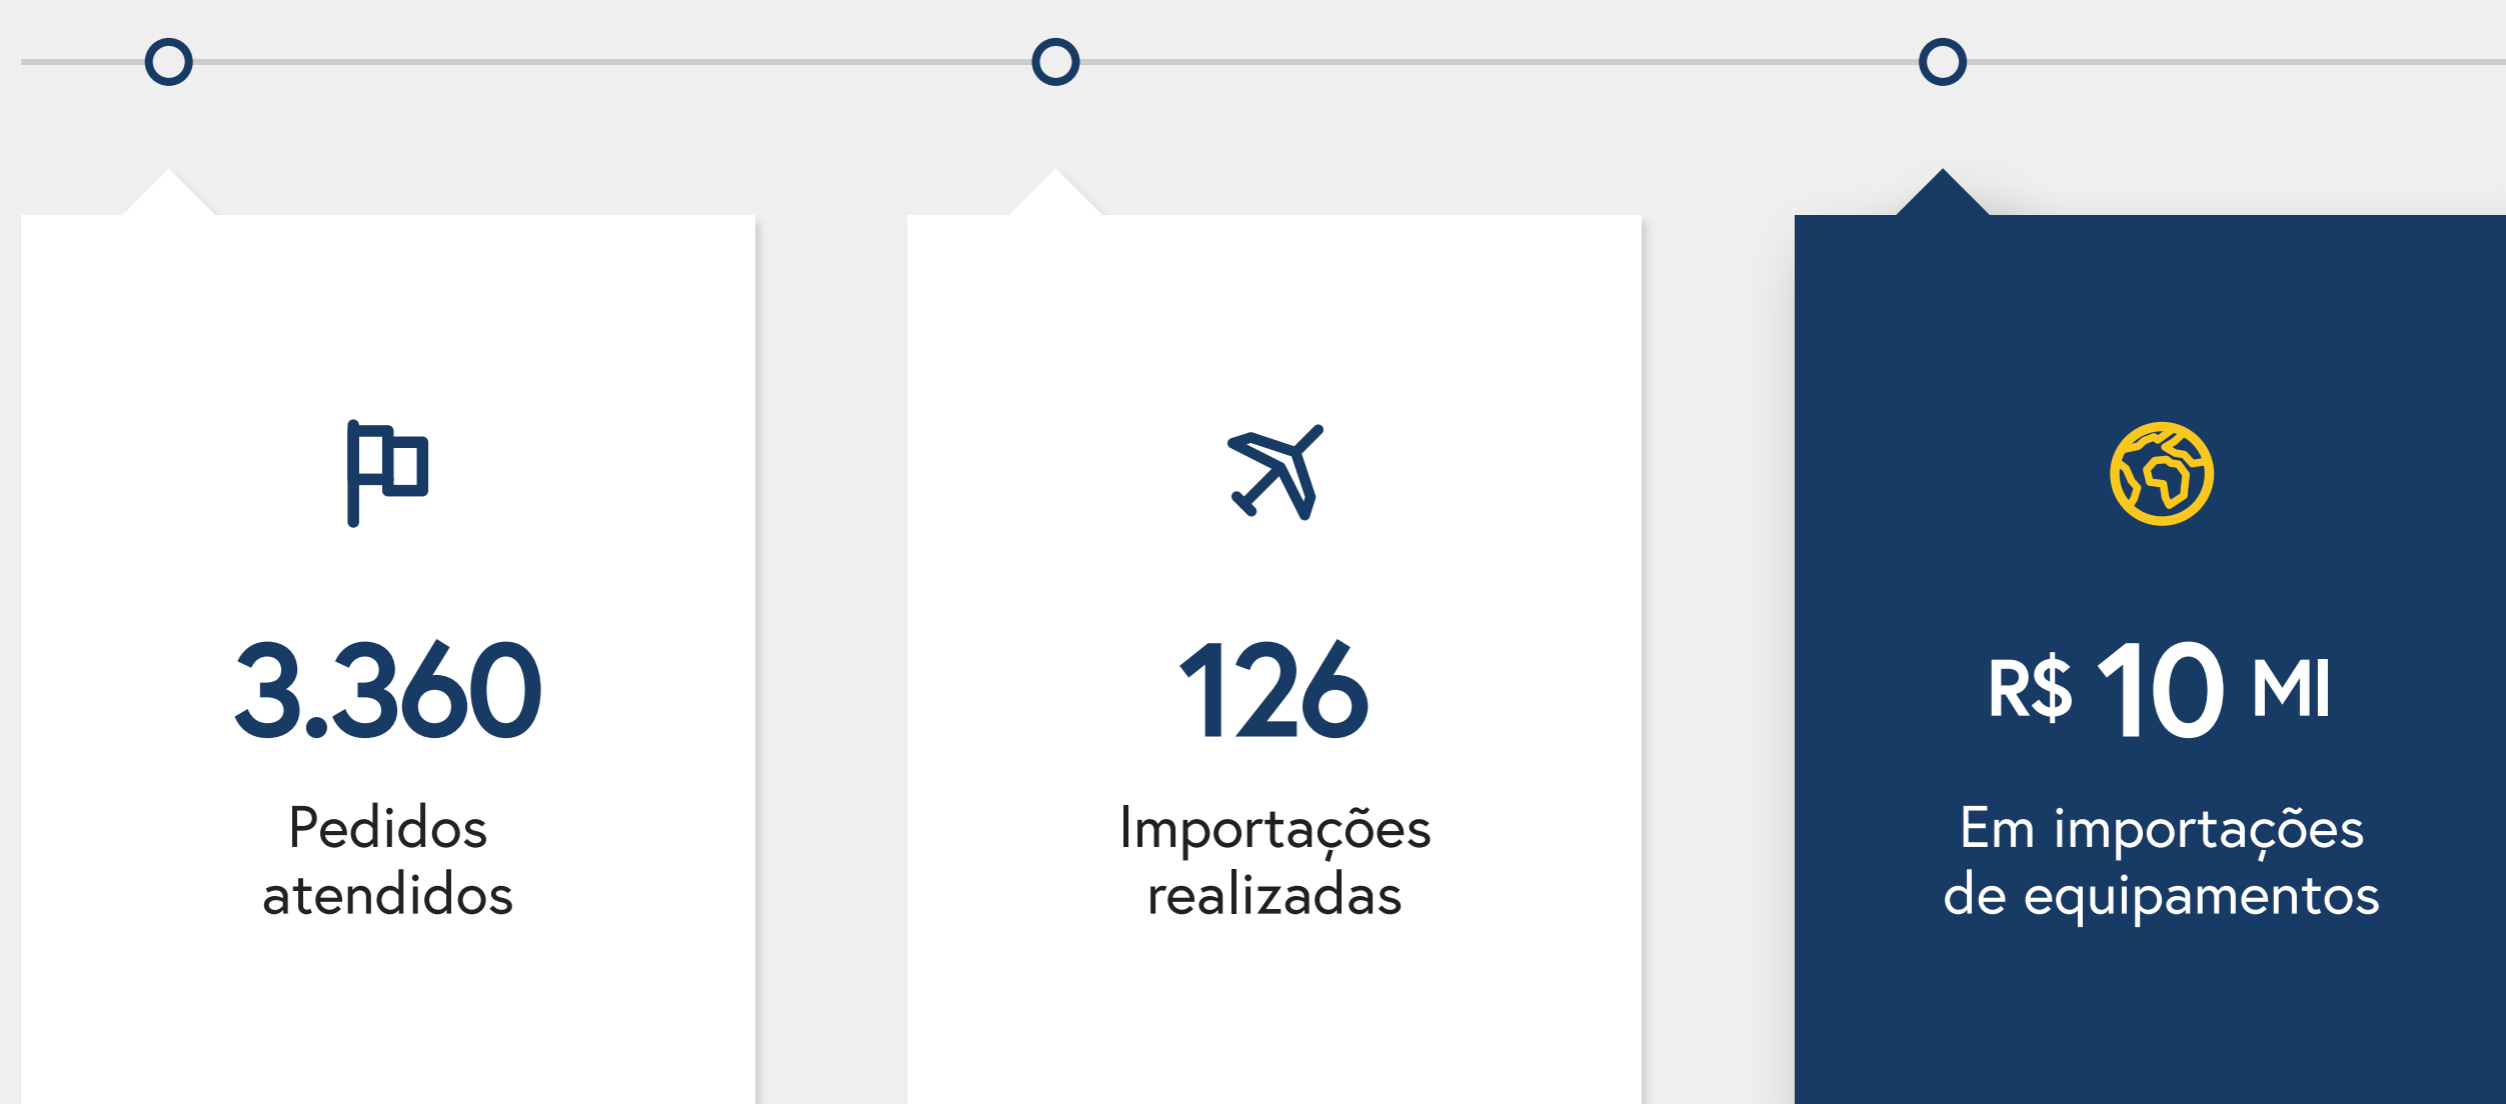 3.360
Pedidos
atendidos
126
Importações
realizadas
R$ 10 MI
Em importações
de equipamentos